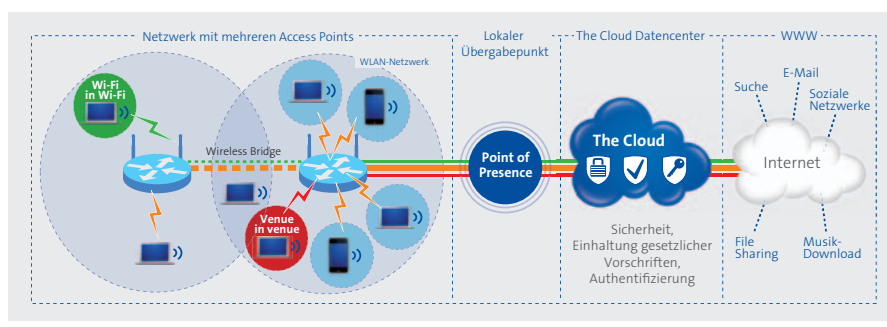 Netzwerk mit mehreren Access Points
Lokaler
Übergabepunkt
The Cloud Datencenter
WWW
WLAN-Netzwerk
Wi-Fi
in Wi-Fi
Wireless Bridge
Venue
in venue
Point of
Presence
The Cloud
Sicherheit,
Einhaltung gesetzlicher
Vorschriften,
Authentifizierung
E-Mail
Suche
Soziale
Netzwerke
Internet
File
Sharing
Musik-
Download